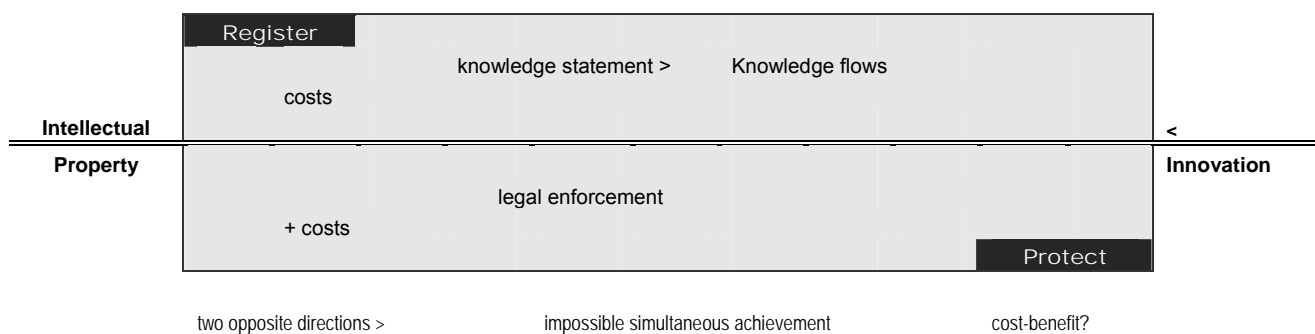 Register
knowledge statement > Knowledge flows
costs
Intellectual <
Property Innovation
legal enforcement
+ costs
Protect
two opposite directions > impossible simultaneous achievement cost-benefit?